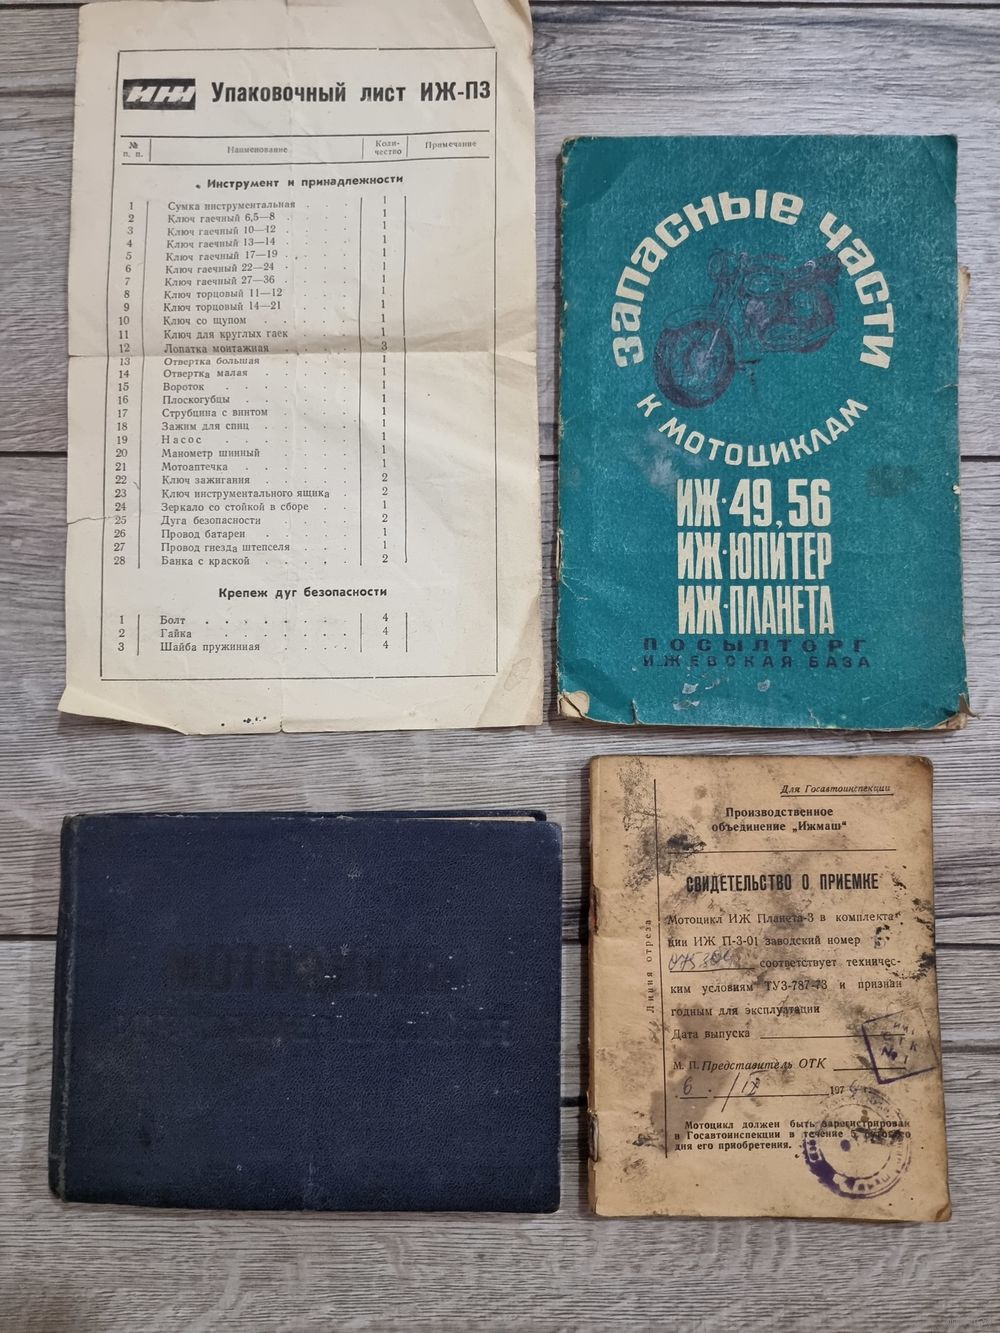 ИЖ Упаковочный лист ИЖ-ПЗ
№ п. п. Наименование Коли-чество Примечание
Инструмент и принадлежности
1 Сумка инструментальная 1
2 Ключ гаечный 6,5—8 1
3 Ключ гаечный 10—12 1
4 Ключ гаечный 13—14 1
5 Ключ гаечный 17—19 1
6 Ключ гаечный 22—24 1
7 Ключ гаечный 27—36 1
8 Ключ торцовый 11—12 1
9 Ключ торцовый 14—21 1
10 Ключ со щупом 1
11 Ключ для круглых гаек 1
12 Лопатка монтажная 3
13 Отвертка большая 1
14 Отвертка малая 1
15 Вороток 1
16 Плоскогубцы 1
17 Струбцина с винтом 1
18 Зажим для спиц 1
19 Насос 1
20 Манометр шинный 1
21 Мотоаптечка 1
22 Ключ зажигания 2
23 Ключ инструментального ящика 2
24 Зеркало со стойкой в сборе 1
25 Дуга безопасности 2
26 Провод батареи 1
27 Провод гнезда штепселя 1
28 Банка с краской 2
Крепеж дуг безопасности
1 Болт 4
2 Гайка 4
3 Шайба пружинная 4
ЗАПАСНЫЕ ЧАСТИ
К МОТОЦИКЛАМ
ИЖ·49,56
ИЖ·ЮПИТЕР
ИЖ·ПЛАНЕТА
ПОСЫЛТОРГ
ИЖЕВСКАЯ БАЗА
Для Госавтоинспекции
Производственное
объединение „Ижмаш"
СВИДЕТЕЛЬСТВО О ПРИЕМКЕ
Мотоцикл ИЖ Планета-3 в комплекта-
ции ИЖ П-3-01 заводский номер
соответствует техничес-
ким условиям ТУ3-787-73 и признан
годным для эксплуатации
Дата выпуска
М. П. Представитель ОТК
6. /IX 197
Мотоцикл должен быть зарегистрирован
в Госавтоинспекции в течение 5
дня его приобретения.
Линия отреза
ОТК
№ 1